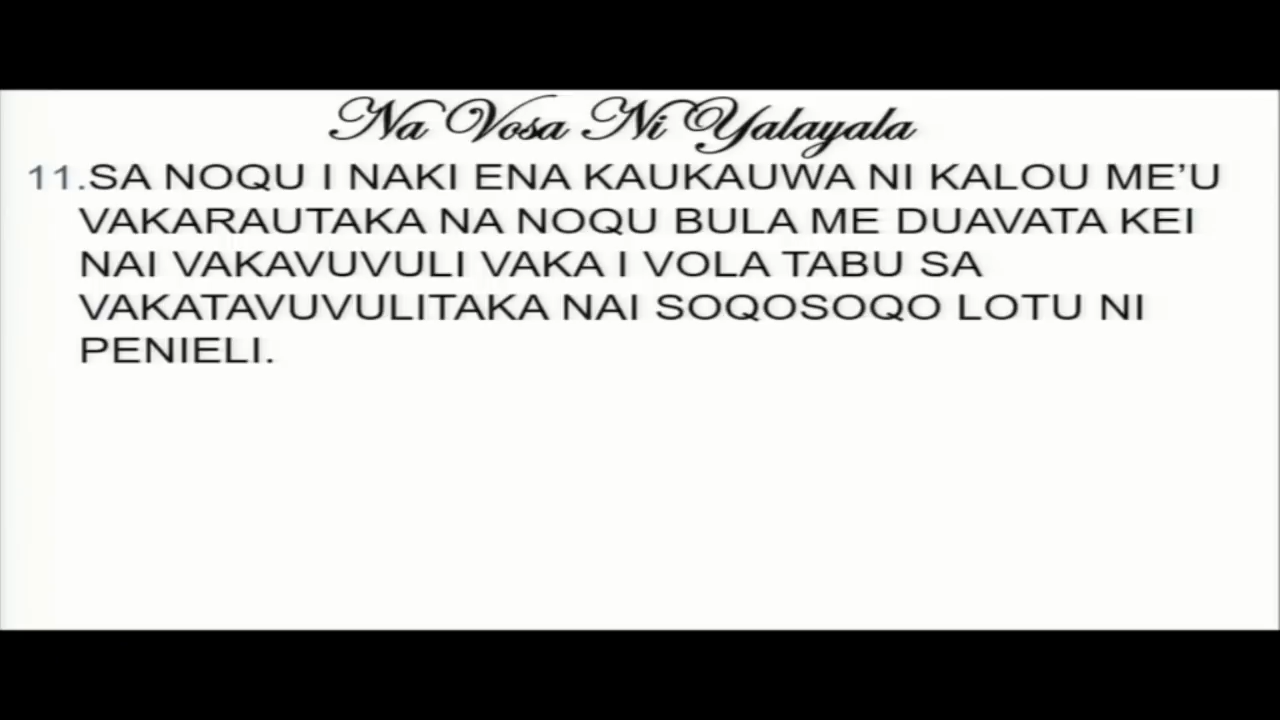 Na Vosa Ni Yalayala
11.SA NOQU I NAKI ENA KAUKAUWA NI KALOU ME’U
VAKARAUTAKA NA NOQU BULA ME DUAVATA KEI
NAI VAKAVUVULI VAKA I VOLA TABU SA
VAKATAVUVULITAKA NAI SOQOSOQO LOTU NI
PENIELI.